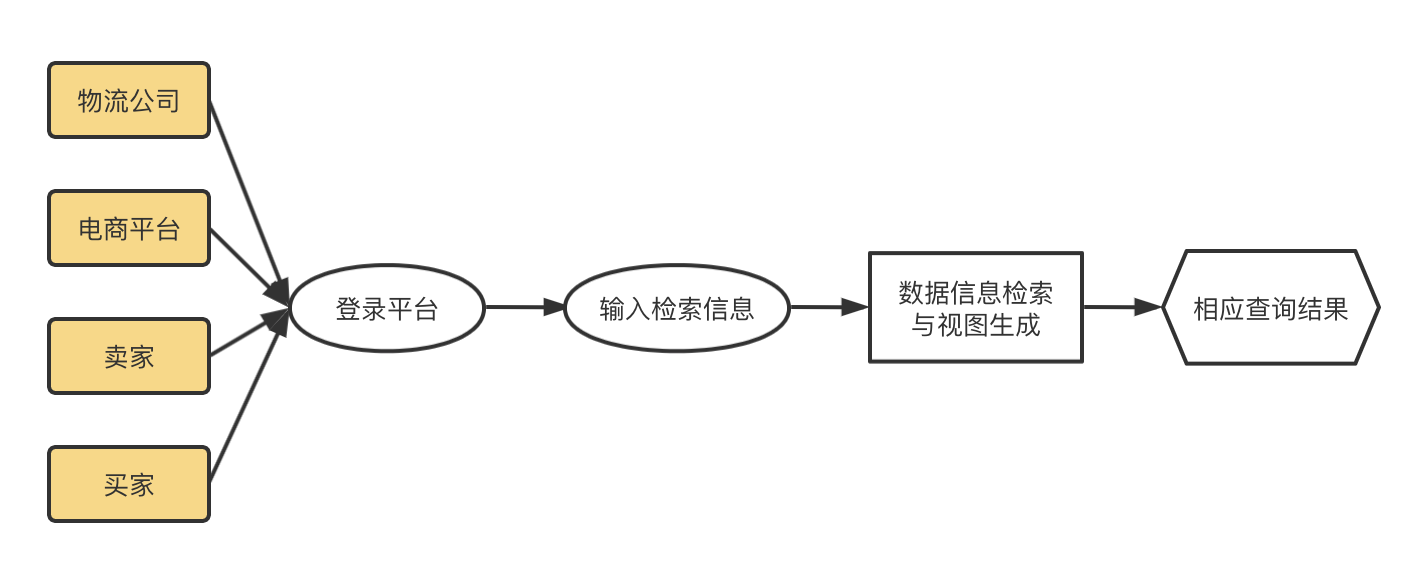 物流公司
电商平台
卖家
买家
登录平台
输入检索信息
数据信息检索
与视图生成
相应查询结果